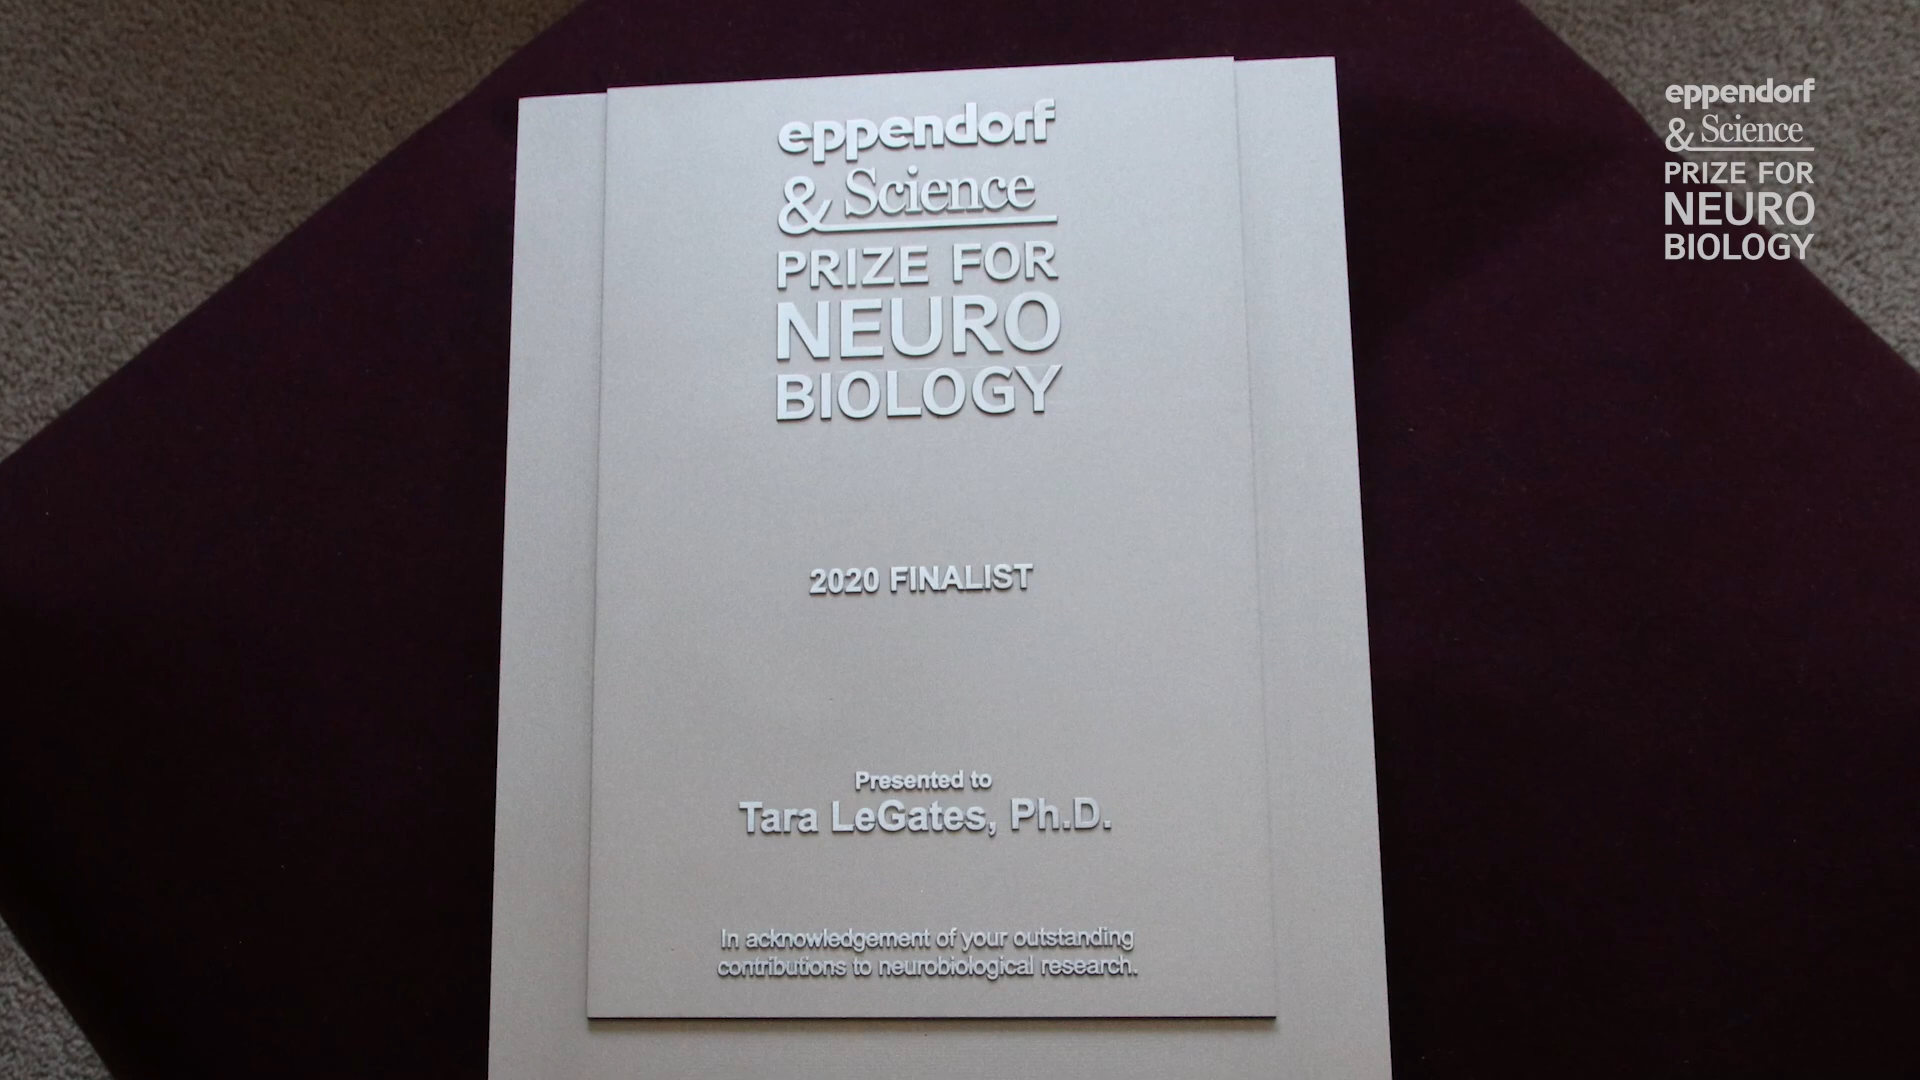 eppendorf
& Science
PRIZE FOR
NEURO
BIOLOGY
2020 FINALIST
Presented to
Tara LeGates, Ph.D.
In acknowledgement of your outstanding
contributions to neurobiological research.
eppendorf
& Science
PRIZE FOR
NEURO
BIOLOGY